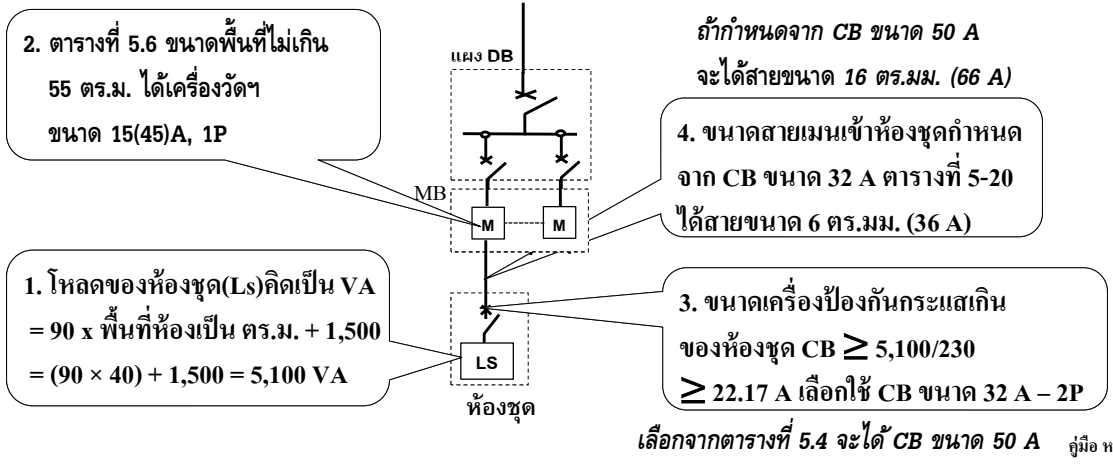 2. ตารางที่ 5.6 ขนาดพื้นที่ไม่เกิน
55 ตร.ม. ได้เครื่องวัดฯ
ขนาด 15(45)A, 1P
แผง DB
ถ้ากำหนดจาก CB ขนาด 50 A
จะได้สายขนาด 16 ตร.มม. (66 A)
4. ขนาดสายเมนเข้าห้องชุดกำหนด
จาก CB ขนาด 32 A ตารางที่ 5-20
ได้สายขนาด 6 ตร.มม. (36 A)
MB
M
M
1. โหลดของห้องชุด(Ls)คิดเป็น VA
= 90 x พื้นที่ห้องเป็น ตร.ม. + 1,500
= (90 × 40) + 1,500 = 5,100 VA
LS
ห้องชุด
3. ขนาดเครื่องป้องกันกระแสเกิน
ของห้องชุด CB ≥ 5,100/230
≥ 22.17 A เลือกใช้ CB ขนาด 32 A – 2P
เลือกจากตารางที่ 5.4 จะได้ CB ขนาด 50 A
คู่มือ ห